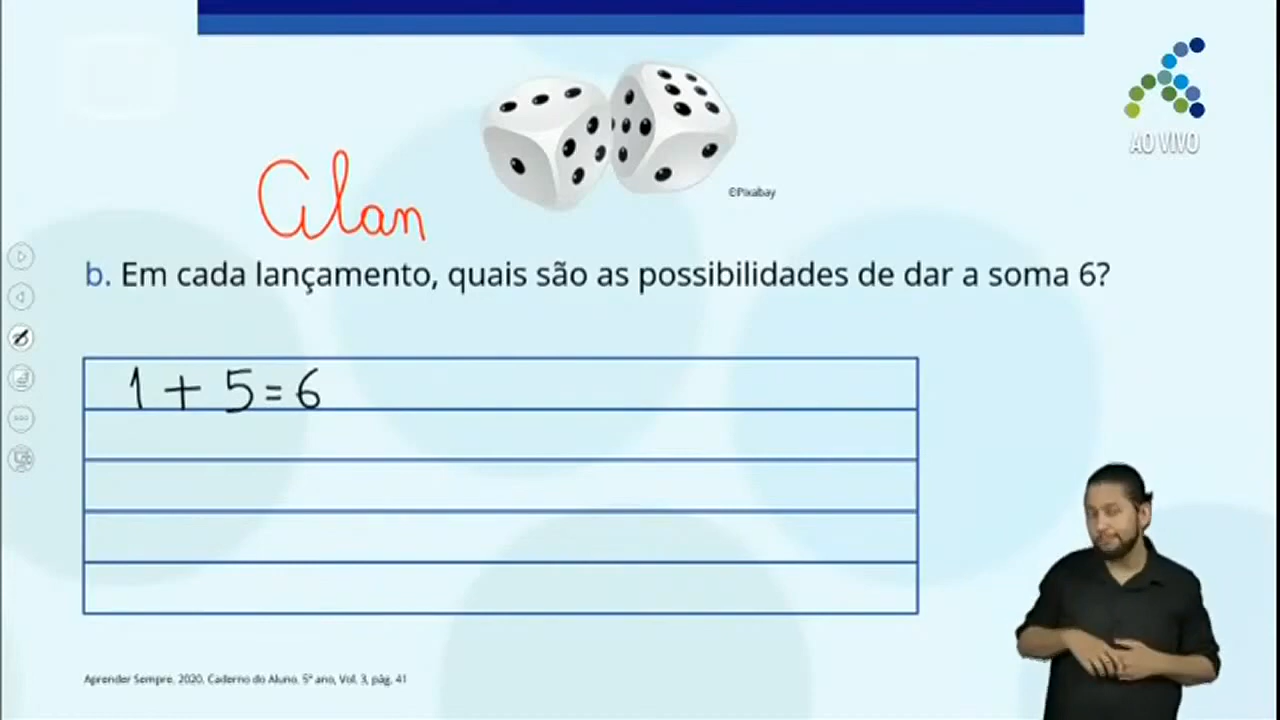 AO VIVO
©Pixabay
Alan
b. Em cada lançamento, quais são as possibilidades de dar a soma 6?
1 + 5 = 6
Aprender Sempre. 2020. Caderno do Aluno. 5º ano, Vol. 3, pág. 41